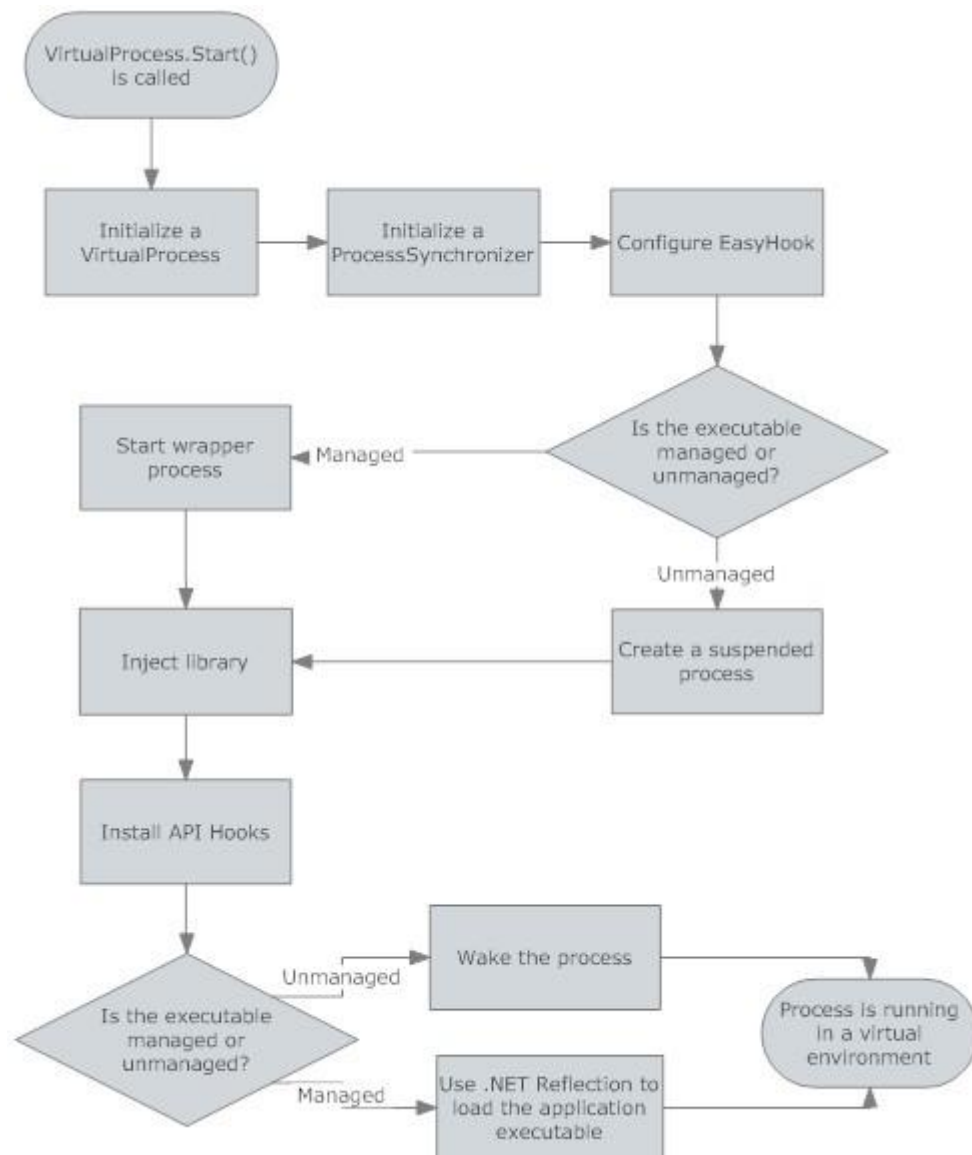 VirtualProcess.Start()
is called
Initialize a
VirtualProcess
Initialize a
ProcessSynchronizer
Configure EasyHook
Is the executable
managed or
unmanaged?
Managed
Start wrapper
process
Unmanaged
Create a suspended
process
Inject library
Install API Hooks
Is the executable
managed or
unmanaged?
Unmanaged
Wake the process
Managed
Use .NET Reflection to
load the application
executable
Process is running
in a virtual
environment